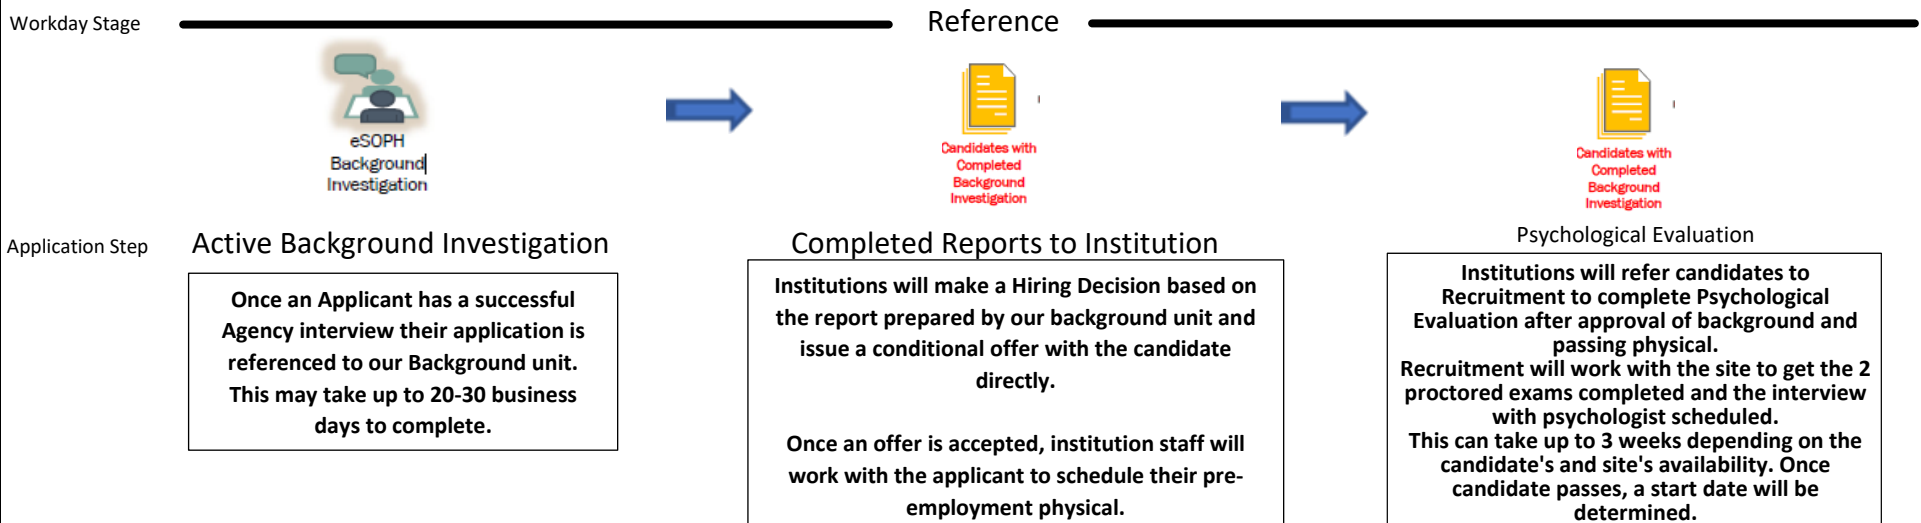 Workday Stage
Reference
eSOPH
Background
Investigation
Candidates with
Completed
Background
Investigation
Candidates with
Completed
Background
Investigation
Application Step
Active Background Investigation
Once an Applicant has a successful
Agency interview their application is
referenced to our Background unit.
This may take up to 20-30 business
days to complete.
Completed Reports to Institution
Institutions will make a Hiring Decision based on
the report prepared by our background unit and
issue a conditional offer with the candidate
directly.
Once an offer is accepted, institution staff will
work with the applicant to schedule their pre-
employment physical.
Psychological Evaluation
Institutions will refer candidates to
Recruitment to complete Psychological
Evaluation after approval of background and
passing physical.
Recruitment will work with the site to get the 2
proctored exams completed and the interview
with psychologist scheduled.
This can take up to 3 weeks depending on the
candidate's and site's availability. Once
candidate passes, a start date will be
determined.